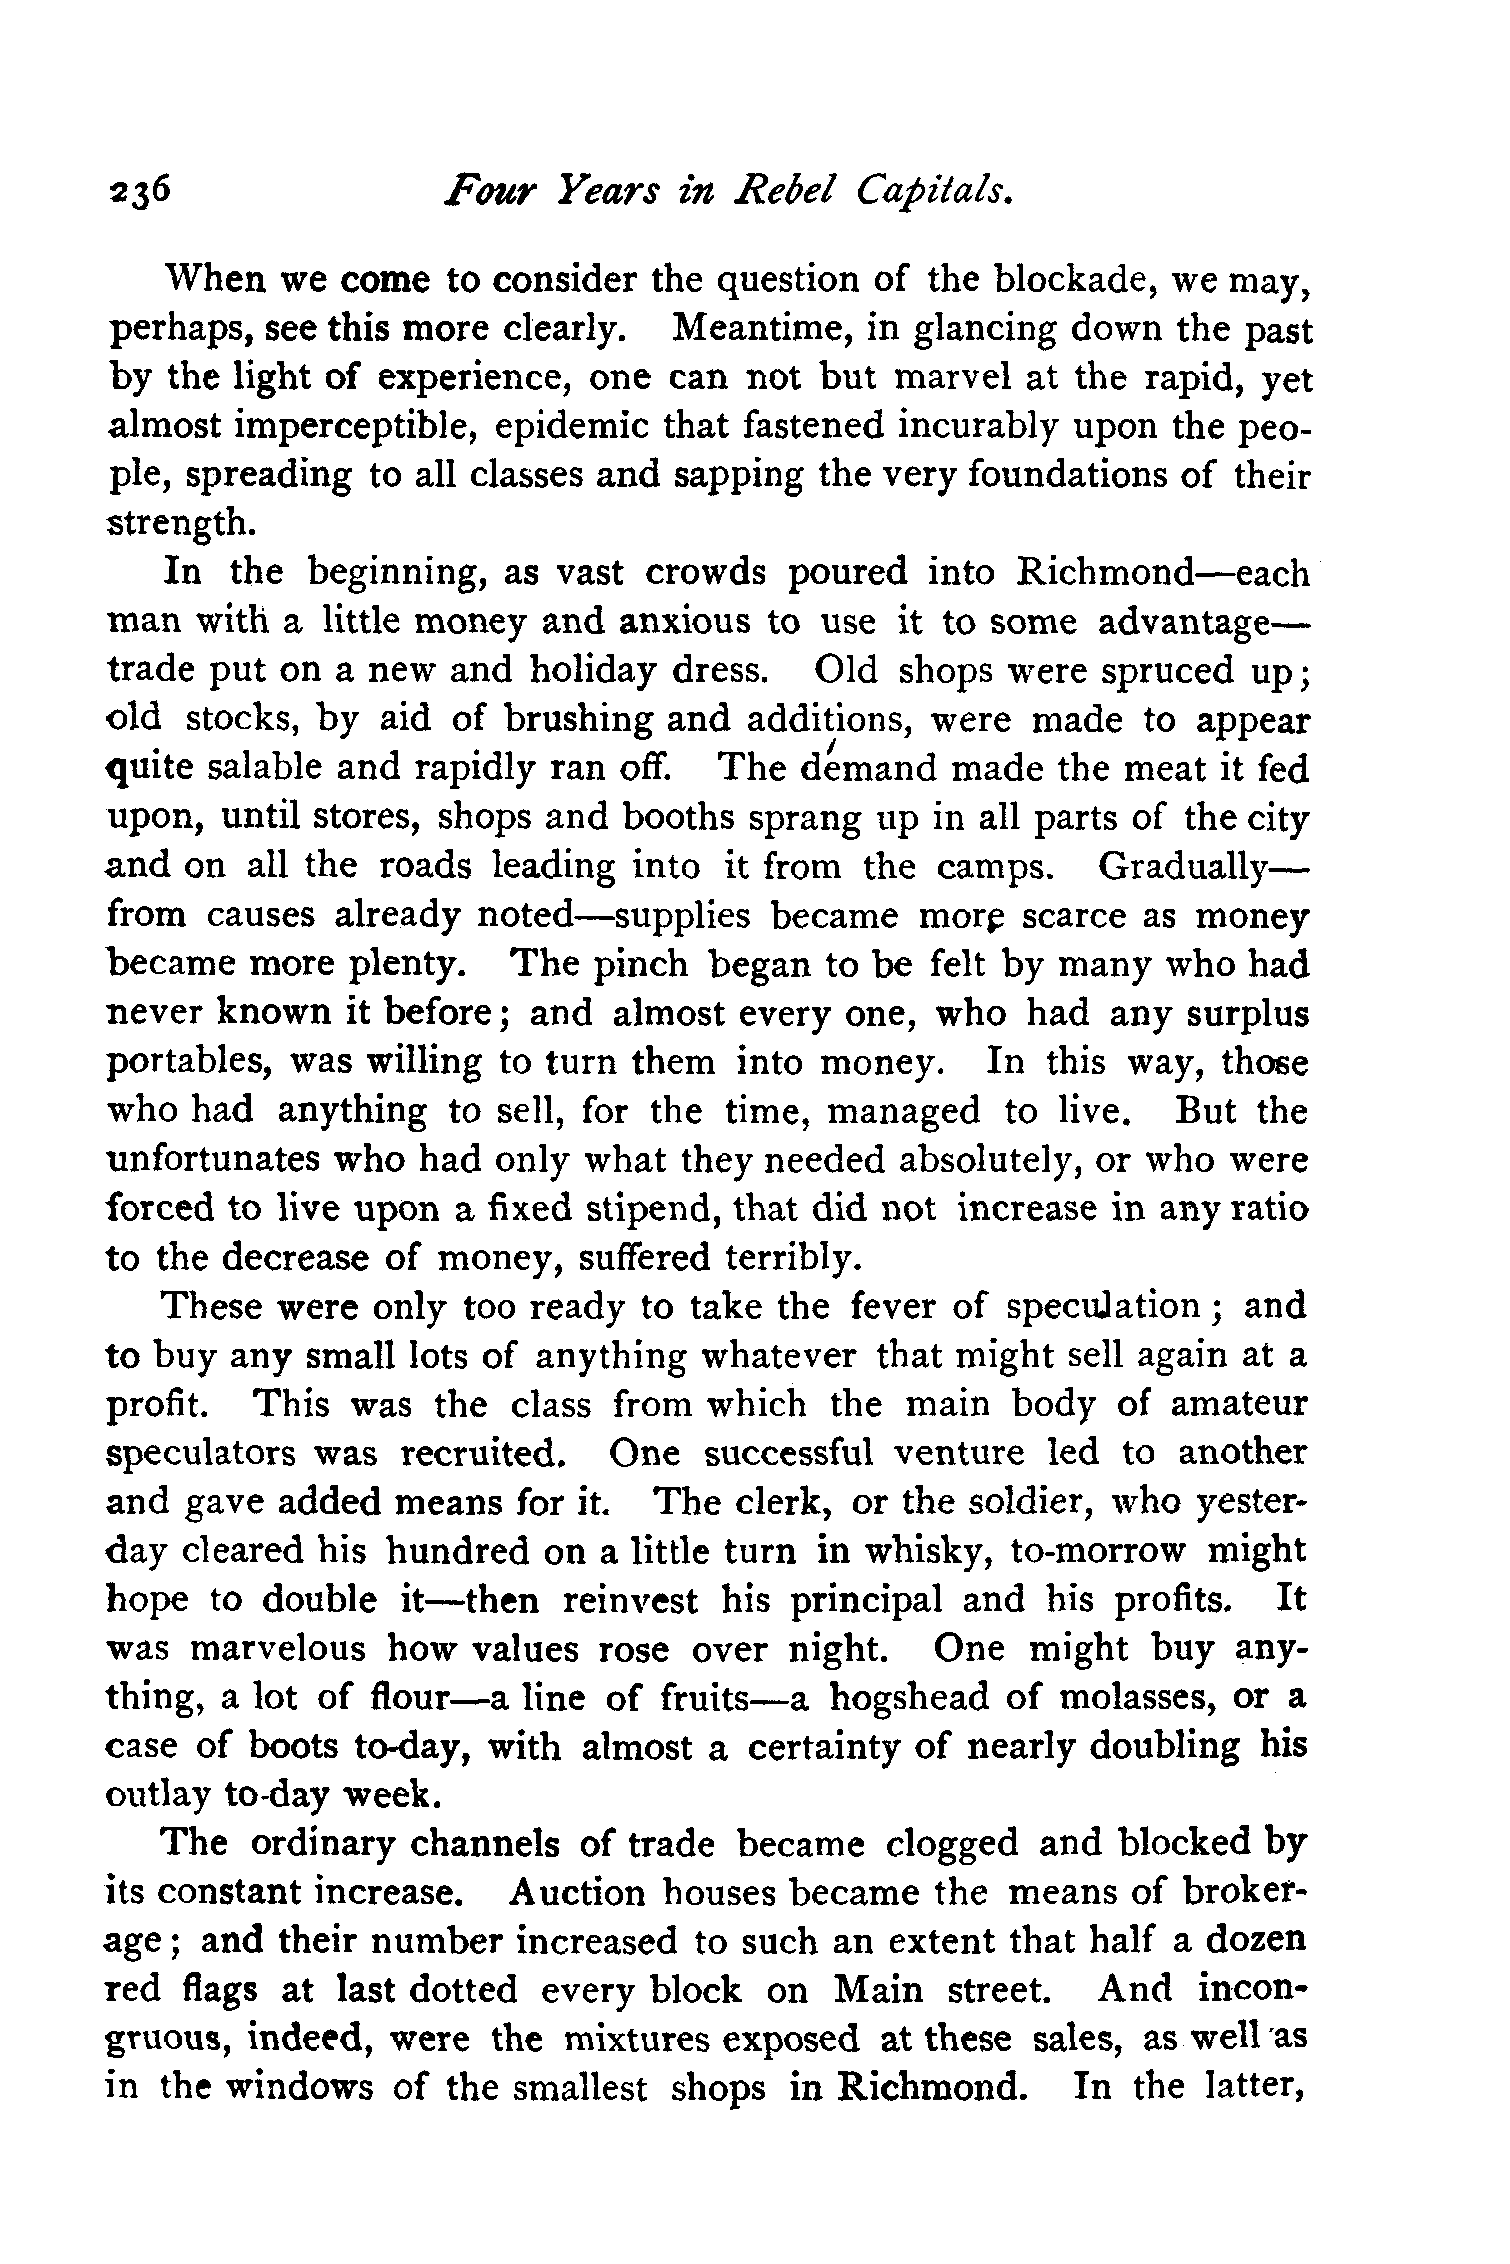 236 Four Years in Rebel Capitals.
When we come to consider the question of the blockade, we may,
perhaps, see this more clearly. Meantime, in glancing down the past
by the light of experience, one can not but marvel at the rapid, yet
almost imperceptible, epidemic that fastened incurably upon the peo-
ple, spreading to all classes and sapping the very foundations of their
strength.
In the beginning, as vast crowds poured into Richmond—each
man with a little money and anxious to use it to some advantage—
trade put on a new and holiday dress. Old shops were spruced up;
old stocks, by aid of brushing and additions, were made to appear
quite salable and rapidly ran off. The demand made the meat it fed
upon, until stores, shops and booths sprang up in all parts of the city
and on all the roads leading into it from the camps. Gradually—
from causes already noted—supplies became more scarce as money
became more plenty. The pinch began to be felt by many who had
never known it before; and almost every one, who had any surplus
portables, was willing to turn them into money. In this way, those
who had anything to sell, for the time, managed to live. But the
unfortunates who had only what they needed absolutely, or who were
forced to live upon a fixed stipend, that did not increase in any ratio
to the decrease of money, suffered terribly.
These were only too ready to take the fever of speculation; and
to buy any small lots of anything whatever that might sell again at a
profit. This was the class from which the main body of amateur
speculators was recruited. One successful venture led to another
and gave added means for it. The clerk, or the soldier, who yester-
day cleared his hundred on a little turn in whisky, to-morrow might
hope to double it—then reinvest his principal and his profits. It
was marvelous how values rose over night. One might buy any-
thing, a lot of flour—a line of fruits—a hogshead of molasses, or a
case of boots to-day, with almost a certainty of nearly doubling his
outlay to-day week.
The ordinary channels of trade became clogged and blocked by
its constant increase. Auction houses became the means of broker-
age; and their number increased to such an extent that half a dozen
red flags at last dotted every block on Main street. And incon-
gruous, indeed, were the mixtures exposed at these sales, as well as
in the windows of the smallest shops in Richmond. In the latter,